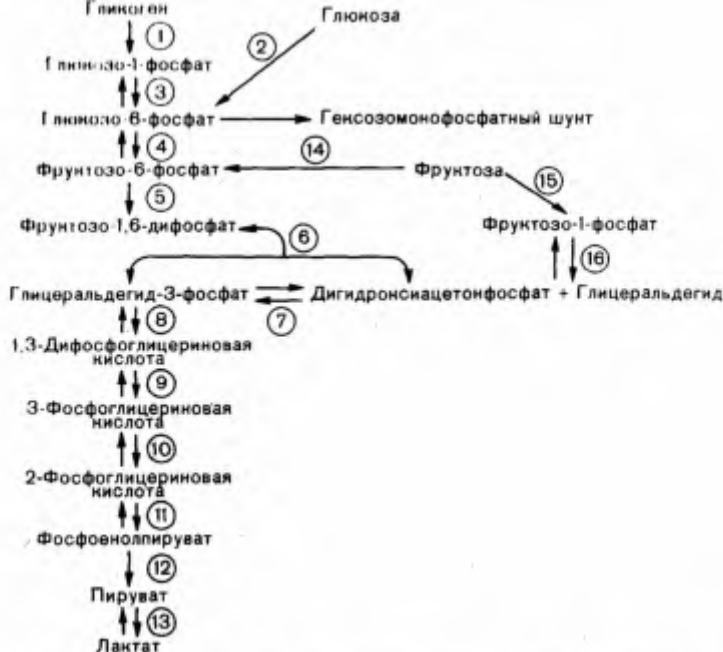 Гликоген
Глюкоза
1
2
Глюкозо-1-фосфат
3
Глюкозо-6-фосфат
Гексозомонофосфатный шунт
4
14
Фруктозо-6-фосфат
Фруктоза
15
5
Фруктозо-1,6-дифосфат
Фруктозо-1-фосфат
6
16
Глицеральдегид-3-фосфат
Дигидроксиацетонфосфат + Глицеральдегид
7
8
1,3-Дифосфоглицериновая
кислота
9
3-Фосфоглицериновая
кислота
10
2-Фосфоглицериновая
кислота
11
Фосфоенолпируват
12
Пируват
13
Лактат